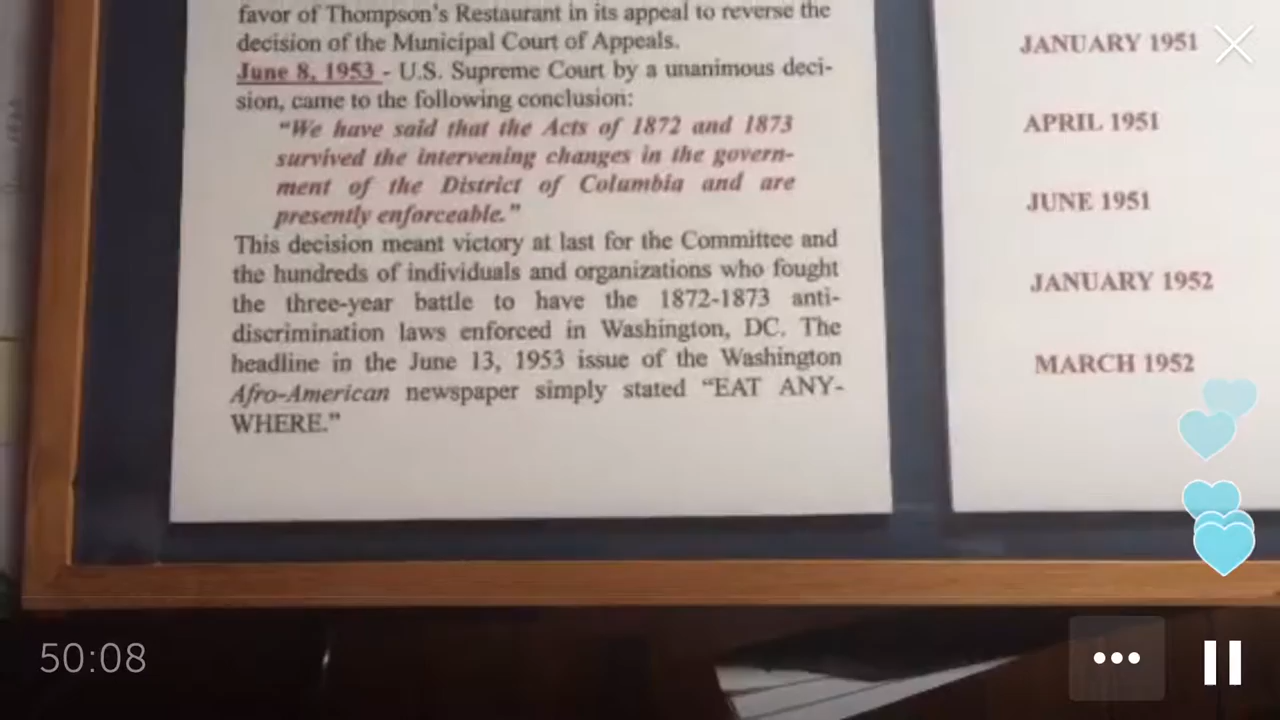 favor of Thompson's Restaurant in its appeal to reverse the
decision of the Municipal Court of Appeals.
June 8, 1953 - U.S. Supreme Court by a unanimous deci-
sion, came to the following conclusion:
"We have said that the Acts of 1872 and 1873
survived the intervening changes in the govern-
ment of the District of Columbia and are
presently enforceable."
This decision meant victory at last for the Committee and
the hundreds of individuals and organizations who fought
the three-year battle to have the 1872-1873 anti-
discrimination laws enforced in Washington, DC. The
headline in the June 13, 1953 issue of the Washington
Afro-American newspaper simply stated "EAT ANY-
WHERE."
JANUARY 1951
APRIL 1951
JUNE 1951
JANUARY 1952
MARCH 1952
50:08